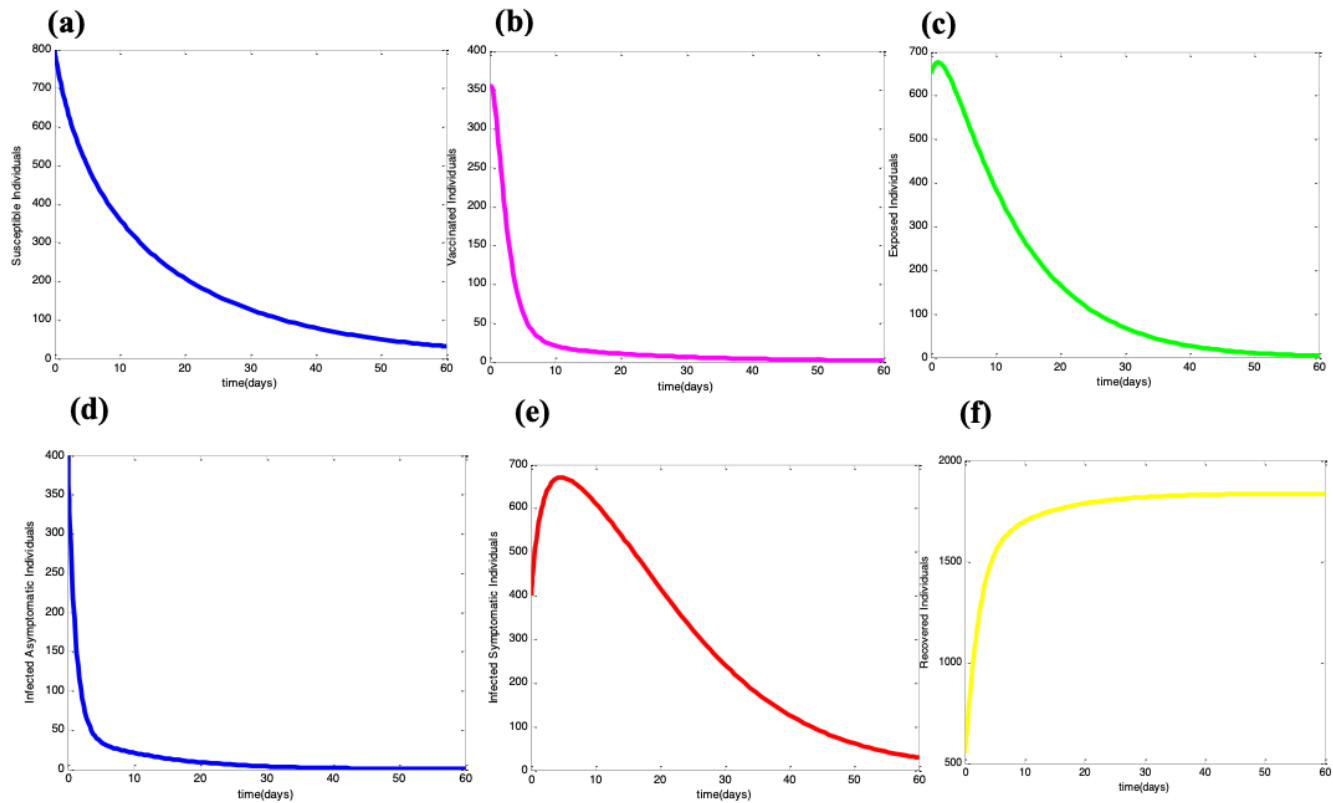 (a)
(b)
(c)
800
700
600
500
400
300
200
100
0
Susceptible Individuals
0 10 20 30 40 50 60
time(days)
400
350
300
250
200
150
100
50
0
Vaccinated Individuals
0 10 20 30 40 50 60
time(days)
700
600
500
400
300
200
100
0
Exposed Individuals
0 10 20 30 40 50 60
time(days)
(d)
(e)
(f)
400
350
300
250
200
150
100
50
0
Infected Asymptomatic Individuals
0 10 20 30 40 50 60
time(days)
700
600
500
400
300
200
100
0
Infected Symptomatic Individuals
0 10 20 30 40 50 60
time(days)
2000
1500
1000
500
Recovered Individuals
0 10 20 30 40 50 60
time(days)